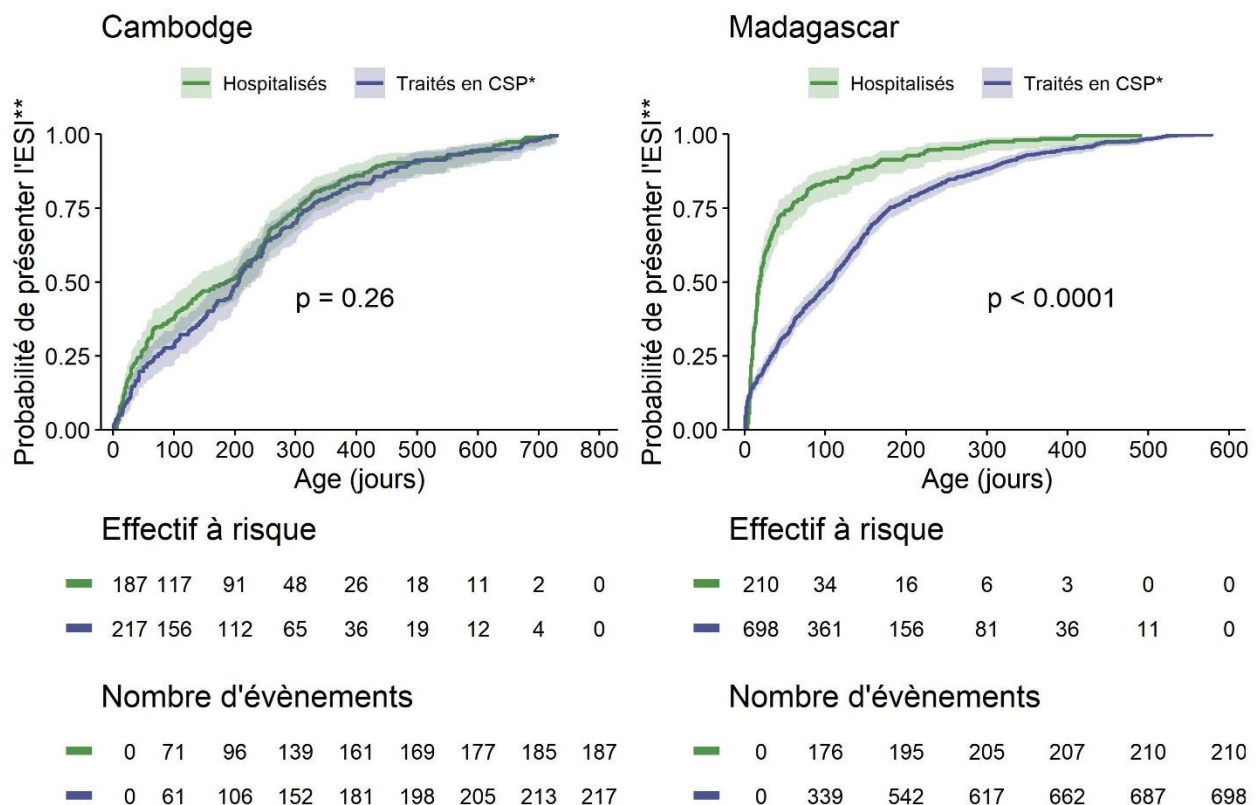 Cambodge
Hospitalisés Traités en CSP*
Probabilité de présenter l'ESI**
1.00
0.75
0.50
0.25
0.00
p = 0.26
0 100 200 300 400 500 600 700 800
Age (jours)
Effectif à risque
187 117 91 48 26 18 11 2 0
217 156 112 65 36 19 12 4 0
Nombre d'évènements
0 71 96 139 161 169 177 185 187
0 61 106 152 181 198 205 213 217
Madagascar
Hospitalisés Traités en CSP*
Probabilité de présenter l'ESI**
1.00
0.75
0.50
0.25
0.00
p < 0.0001
0 100 200 300 400 500 600
Age (jours)
Effectif à risque
210 34 16 6 3 0 0
698 361 156 81 36 11 0
Nombre d'évènements
0 176 195 205 207 210 210
0 339 542 617 662 687 698